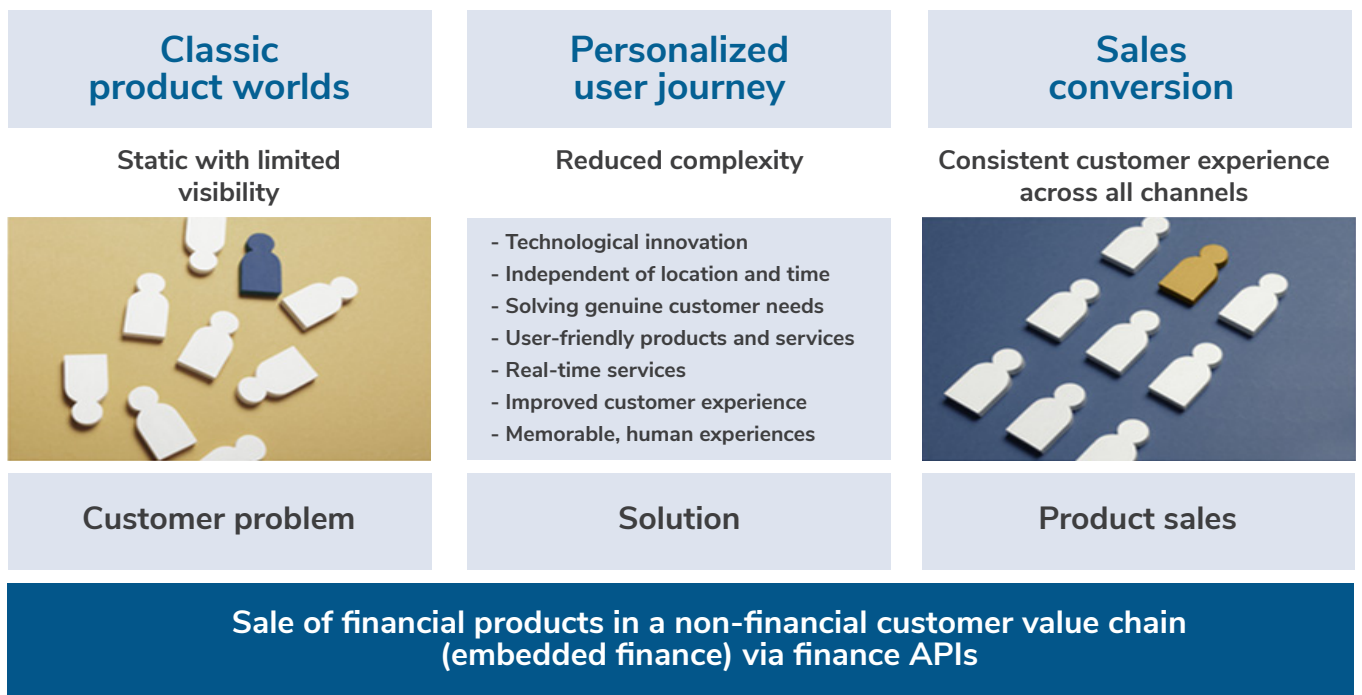 Classic
product worlds
Static with limited
visibility
Customer problem
Personalized
user journey
Reduced complexity
- Technological innovation
- Independent of location and time
- Solving genuine customer needs
- User-friendly products and services
- Real-time services
- Improved customer experience
- Memorable, human experiences
Solution
Sales
conversion
Consistent customer experience
across all channels
Product sales
Sale of financial products in a non-financial customer value chain
(embedded finance) via finance APIs